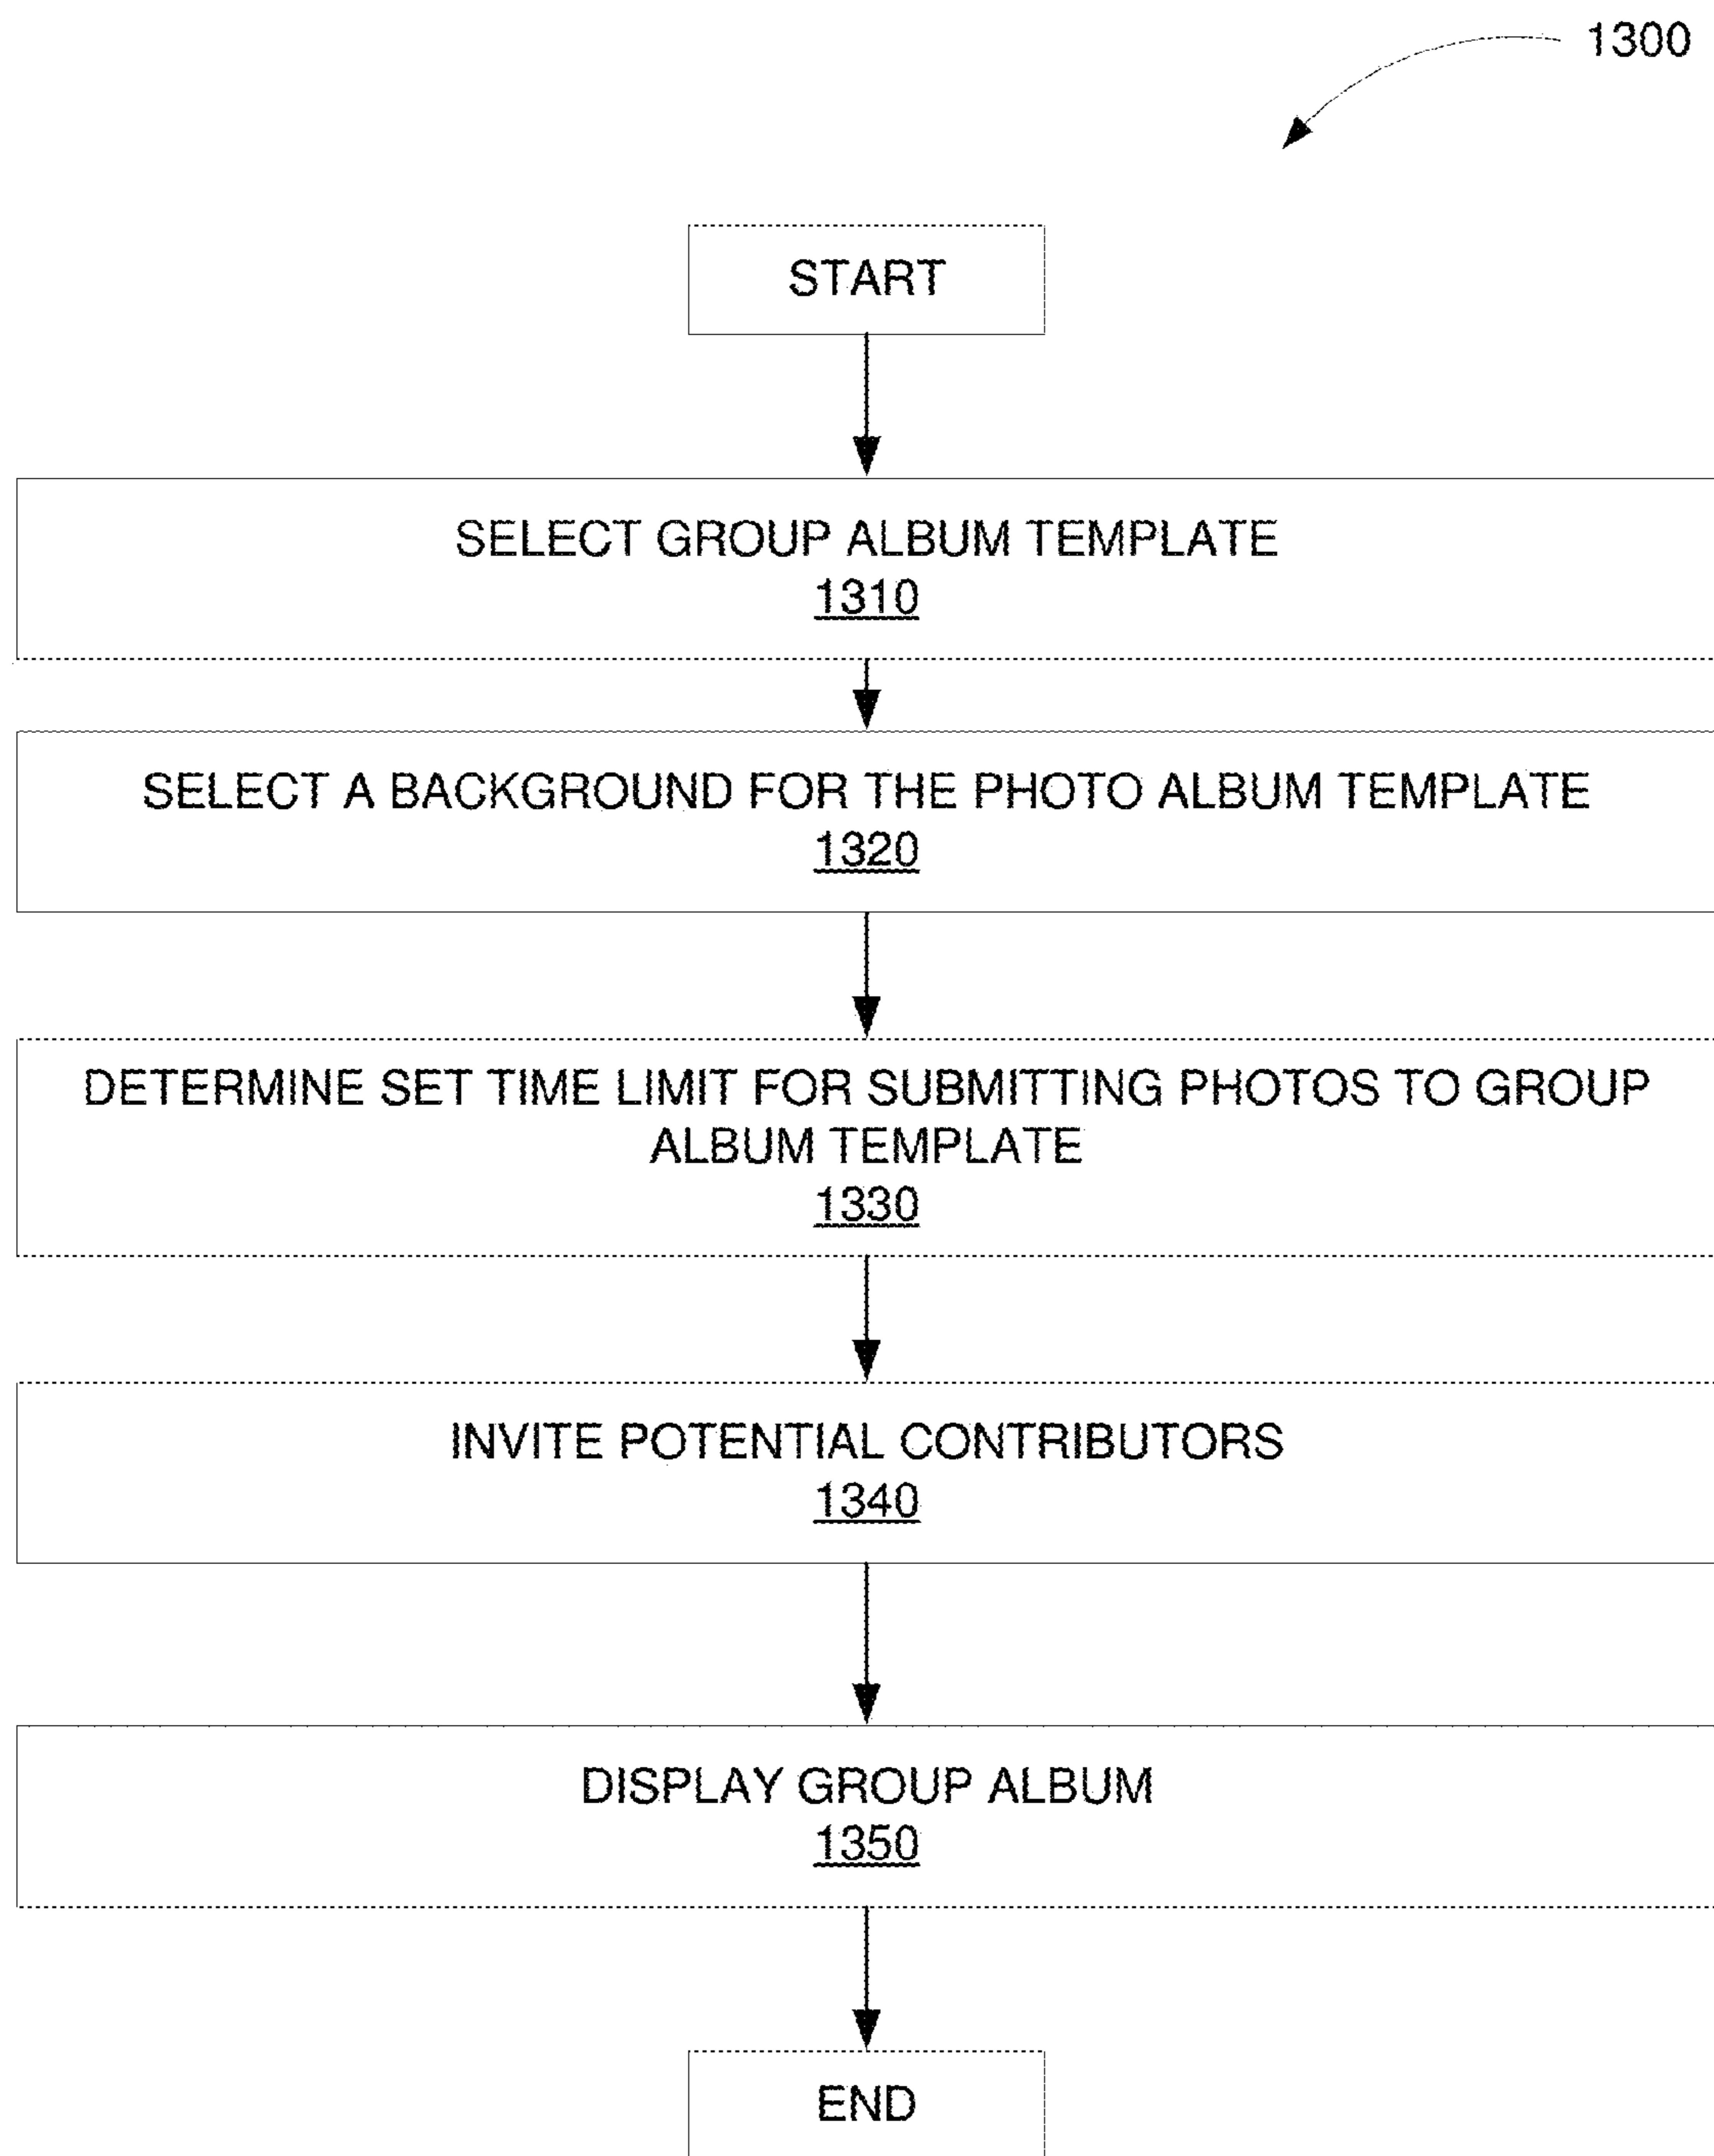 1300
START
SELECT GROUP ALBUM TEMPLATE
1310
SELECT A BACKGROUND FOR THE PHOTO ALBUM TEMPLATE
1320
DETERMINE SET TIME LIMIT FOR SUBMITTING PHOTOS TO GROUP
ALBUM TEMPLATE
1330
INVITE POTENTIAL CONTRIBUTORS
1340
DISPLAY GROUP ALBUM
1350
END